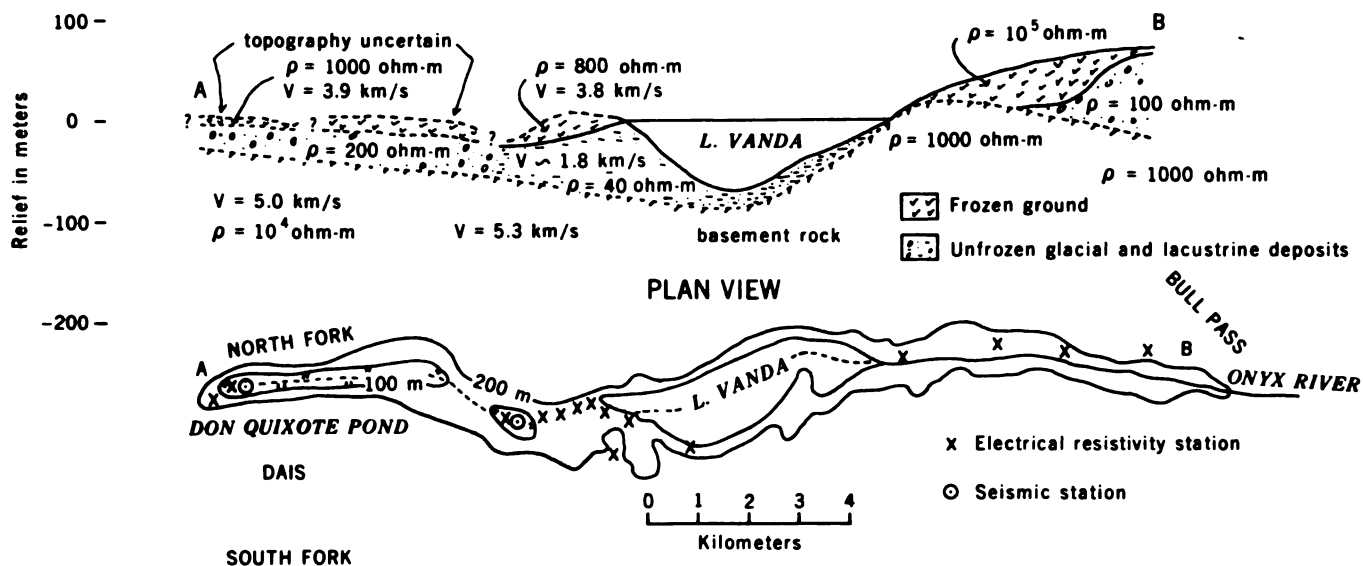 100
A
topography uncertain
ρ = 1000 ohm-m
V = 3.9 km/s
ρ = 800 ohm-m
V = 3.8 km/s
ρ = 10⁵ ohm-m
B
?
?
?
0
L. VANDA
ρ = 100 ohm-m
ρ = 200 ohm-m
V ∽ 1.8 km/s
ρ = 1000 ohm-m
ρ = 40 ohm-m
ρ = 1000 ohm-m
V = 5.0 km/s
ρ = 10⁴ ohm-m
V = 5.3 km/s
basement rock
Frozen ground
Unfrozen glacial and lacustrine deposits
-100
-200
Relief in meters
PLAN VIEW
BULL PASS
A
NORTH FORK
100 m
200 m
L. VANDA
B
ONYX RIVER
DON QUIXOTE POND
DAIS
SOUTH FORK
x Electrical resistivity station
⊙ Seismic station
0 1 2 3 4
Kilometers